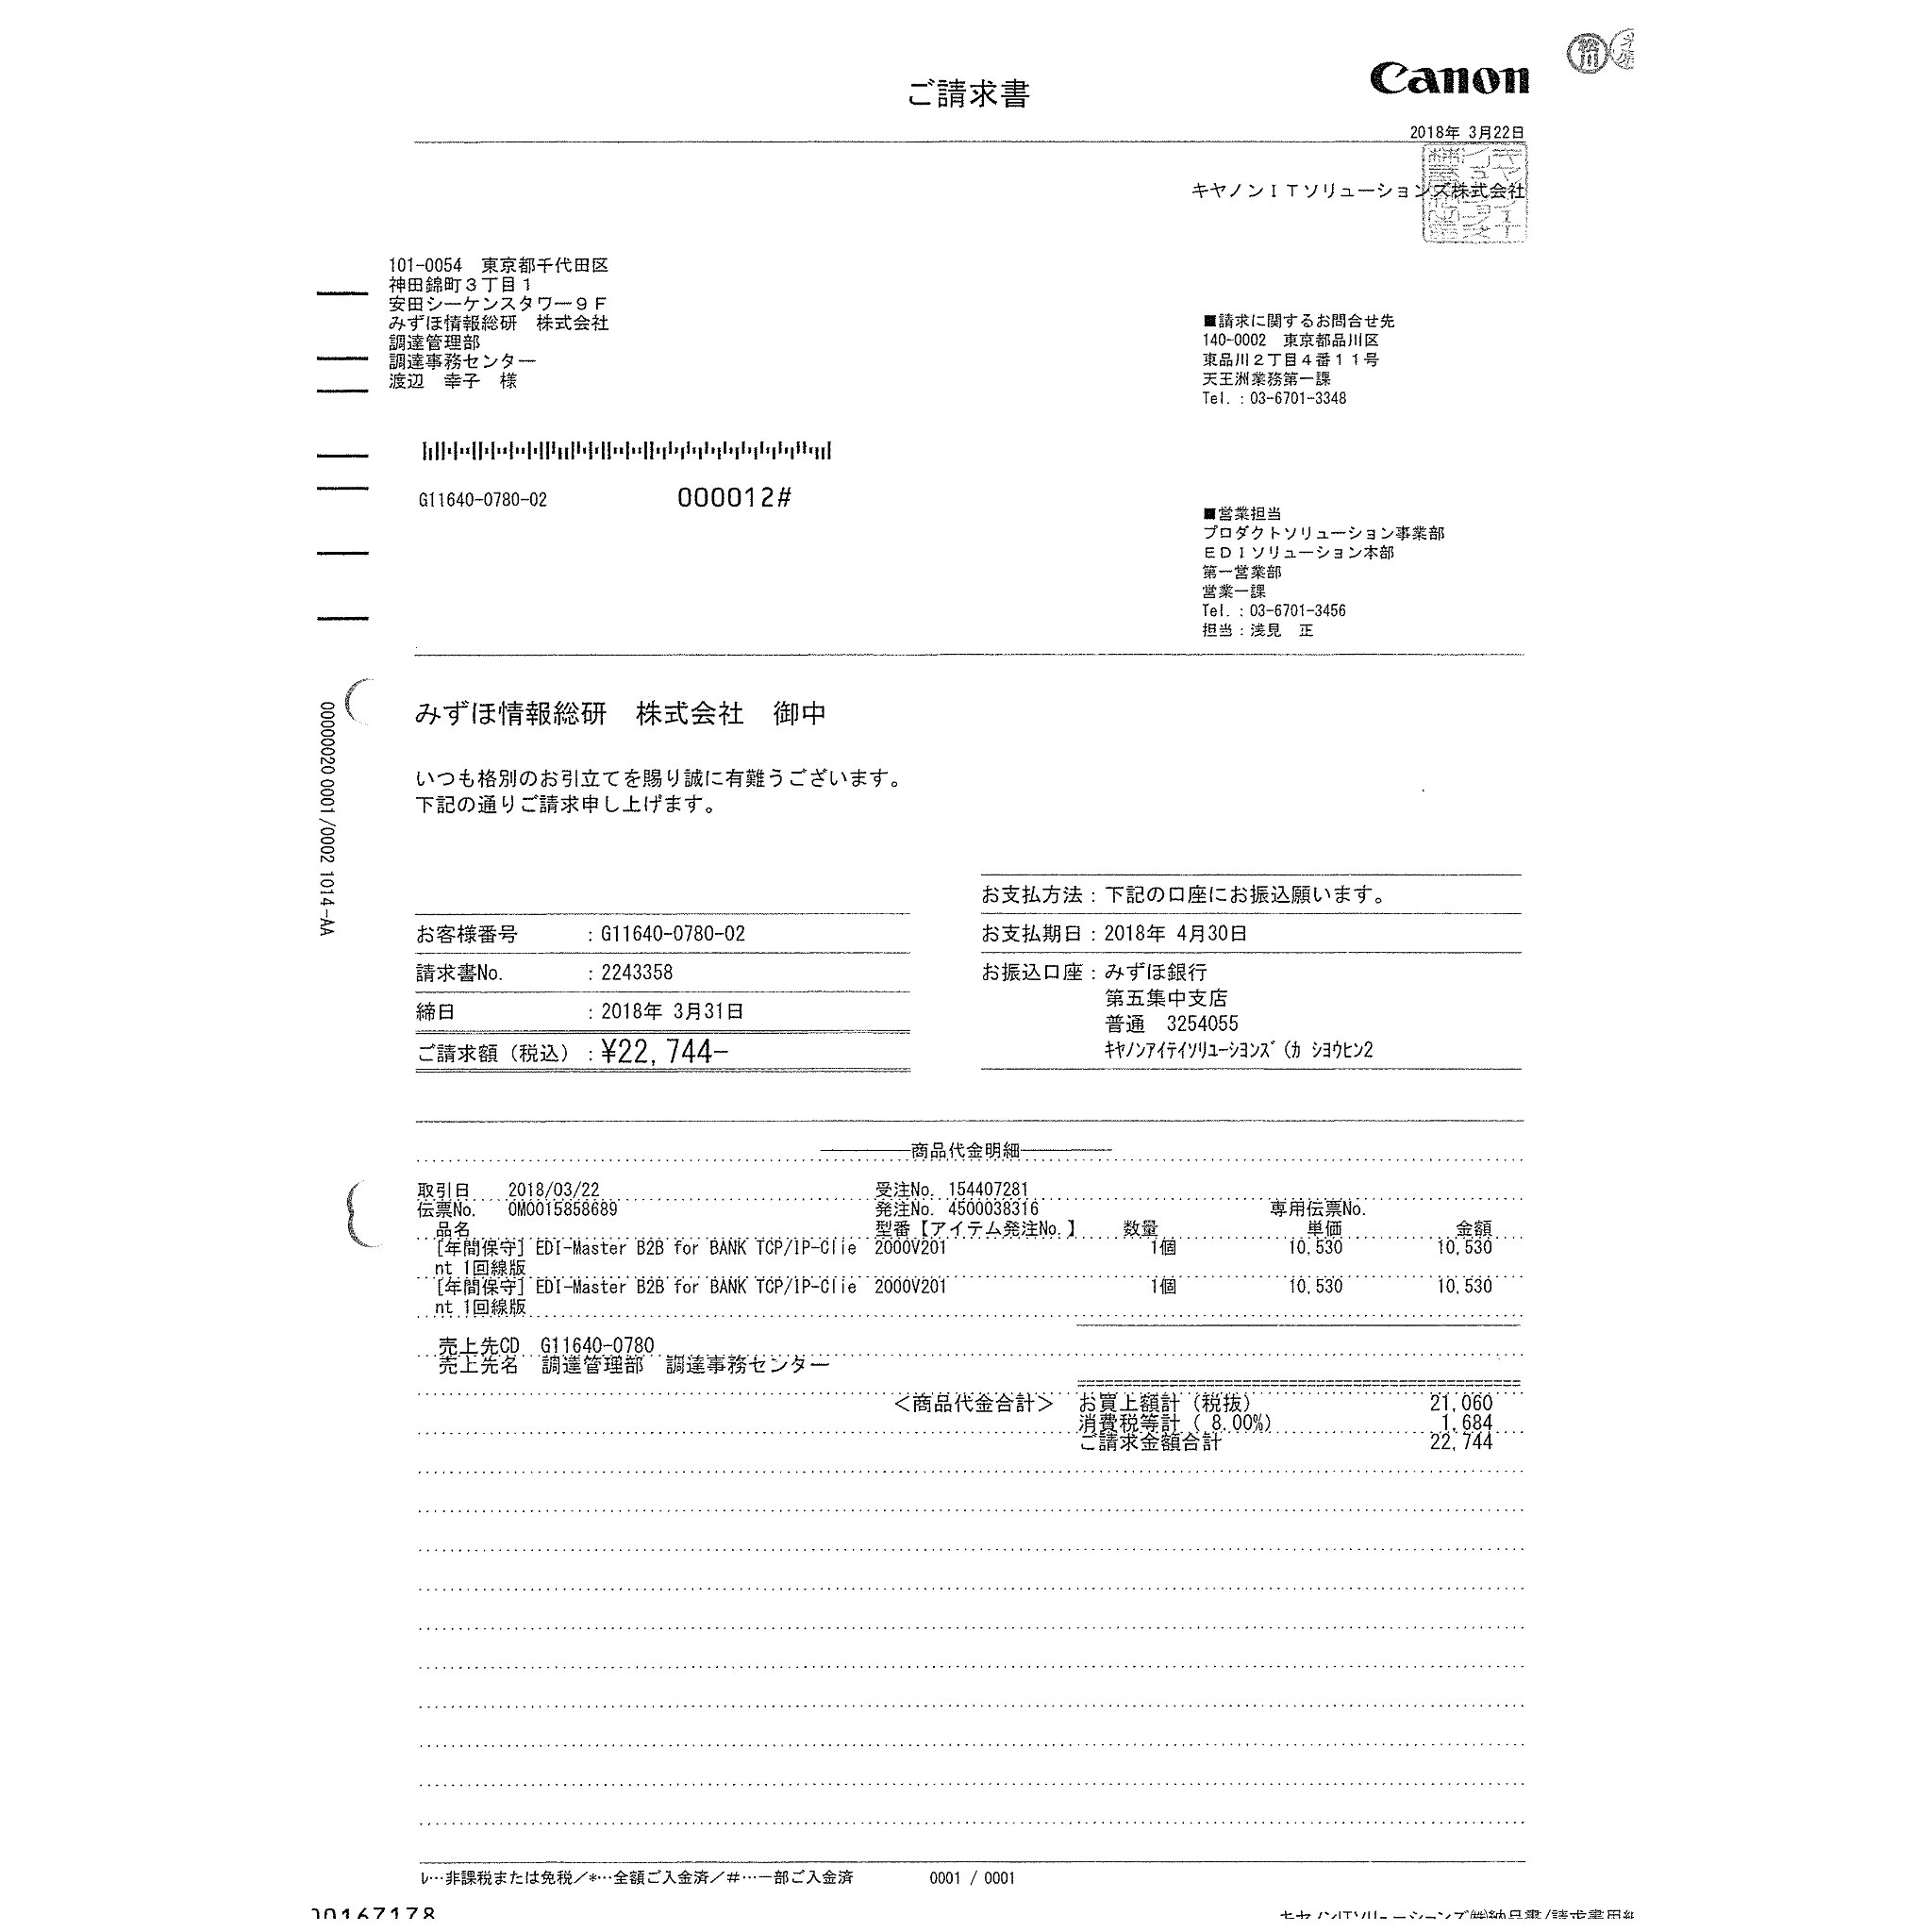 ご請求書
Canon
2018年 3月22日
キヤノンＩＴソリューションズ株式会社
101-0054　東京都千代田区
神田錦町３丁目１
安田シーケンスタワー９Ｆ
みずほ情報総研　株式会社
調達管理部
調達事務センター
渡辺　幸子　様
■請求に関するお問合せ先
140-0002　東京都品川区
東品川２丁目４番１１号
天王洲業務第一課
Tel. : 03-6701-3348
G11640-0780-02
000012#
■営業担当
プロダクトソリューション事業部
ＥＤＩソリューション本部
第一営業部
営業一課
Tel. : 03-6701-3456
担当：浅見　正
00000020 0001 /0002 1014-AA
みずほ情報総研　株式会社　御中
いつも格別のお引立てを賜り誠に有難うございます。
下記の通りご請求申し上げます。
お支払方法：下記の口座にお振込願います。
お客様番号　：G11640-0780-02
お支払期日：2018年 4月30日
請求書No.　：2243358
お振込口座：みずほ銀行
第五集中支店
締日　：2018年 3月31日
普通　3254055
ご請求額（税込）：¥22,744-
ｷﾔﾉﾝｱｲﾃｲｿﾘﾕｰｼﾖﾝｽﾞ(ｶ ｼﾖｳﾋﾝ2
商品代金明細
取引日　2018/03/22　受注No. 154407281
伝票No.　0M0015858689　発注No. 4500038316　専用伝票No.
品名　型番【アイテム発注No.】　数量　単価　金額
[年間保守] EDI-Master B2B for BANK TCP/IP-Clie　2000V201　1個　10,530　10,530
nt 1回線版
[年間保守] EDI-Master B2B for BANK TCP/IP-Clie　2000V201　1個　10,530　10,530
nt 1回線版
売上先CD　G11640-0780
売上先名　調達管理部　調達事務センター
＜商品代金合計＞　お買上額計（税抜）　21,060
消費税等計（ 8.00%）　1,684
ご請求金額合計　22,744
ﾚ…非課税または免税／*…全額ご入金済／#…一部ご入金済　0001 / 0001
00167178
キヤノンITソリューションズ㈱納品書/請求書用紙